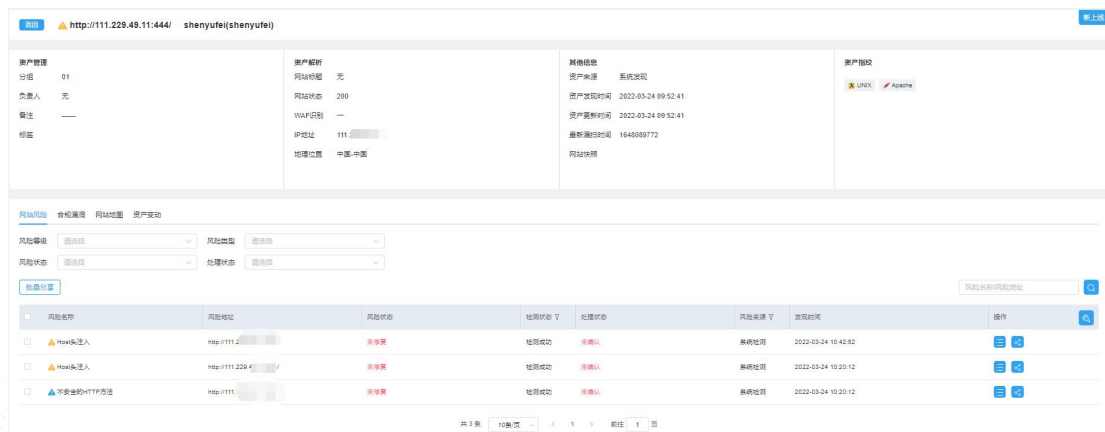 返回 http://111.229.49.11:444/ shenyufei(shenyufei) 新上线
资产管理 资产解析 其他信息 资产指纹
分组 01 网站标题 无 资产来源 系统发现 UNIX Apache
负责人 无 网站状态 200 资产发现时间 2022-03-24 09:52:41
备注 —— WAF识别 — 资产更新时间 2022-03-24 09:52:41
标签 IP地址 111. 最新漏扫时间 1648089772
地理位置 中国-中国 网站快照
网站风险 合规漏洞 网站地图 资产变动
风险等级 请选择 风险类型 请选择
风险状态 请选择 处理状态 请选择
批量分享 风险名称/风险地址
风险名称 风险地址 风险状态 检测状态 处理状态 风险来源 发现时间 操作
Host头注入 http://111.2 未修复 检测成功 未确认 系统检测 2022-03-24 10:42:52
Host头注入 http://111.229.4 / 未修复 检测成功 未确认 系统检测 2022-03-24 10:20:12
不安全的HTTP方法 http://111. 未修复 检测成功 未确认 系统检测 2022-03-24 10:20:12
共 3 条 10条/页 < 1 > 前往 1 页